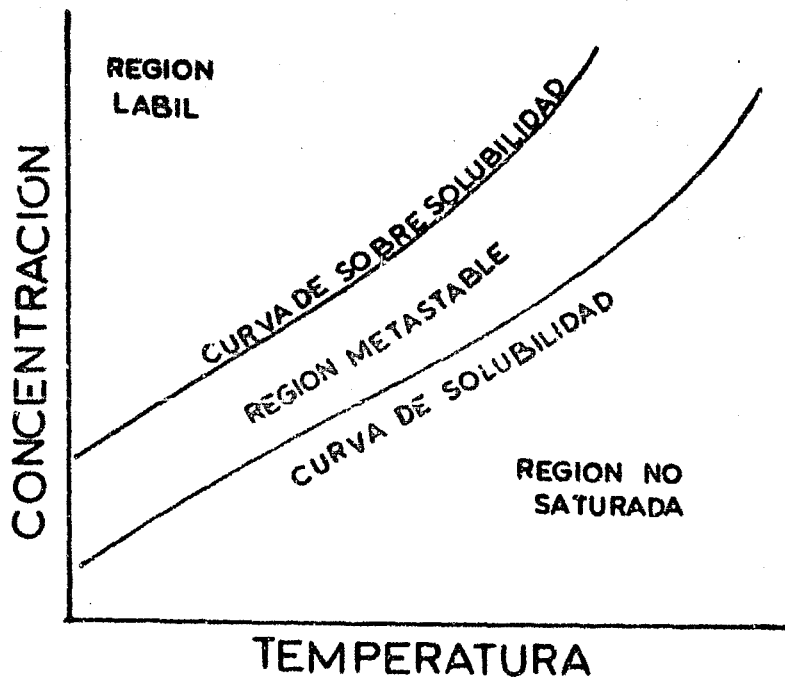 REGION
LABIL
CURVA DE SOBRE SOLUBILIDAD
REGION METASTABLE
CURVA DE SOLUBILIDAD
REGION NO
SATURADA
CONCENTRACION
TEMPERATURA